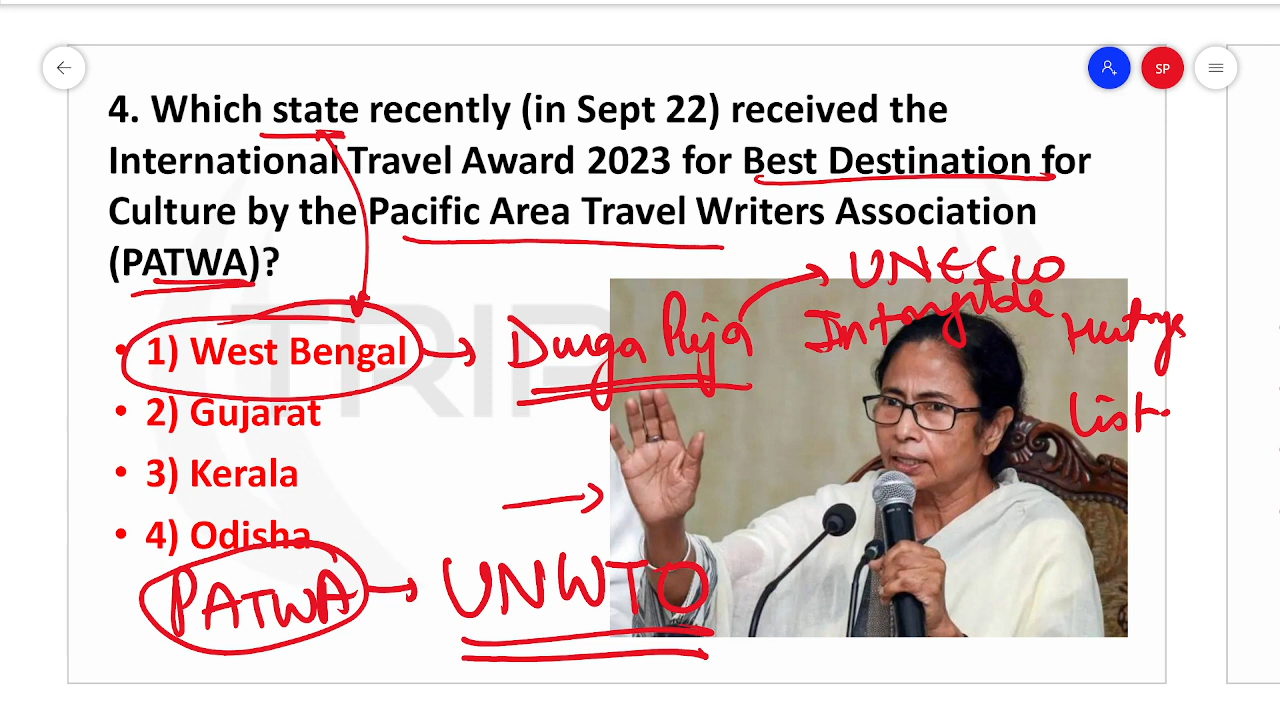 SP
4. Which state recently (in Sept 22) received the
International Travel Award 2023 for Best Destination for
Culture by the Pacific Area Travel Writers Association
(PATWA)?
• 1) West Bengal → Durga Puja → UNESCO
Intangible Heritage
List.
• 2) Gujarat
• 3) Kerala
• 4) Odisha
PATWA → UNWTO
TRIP